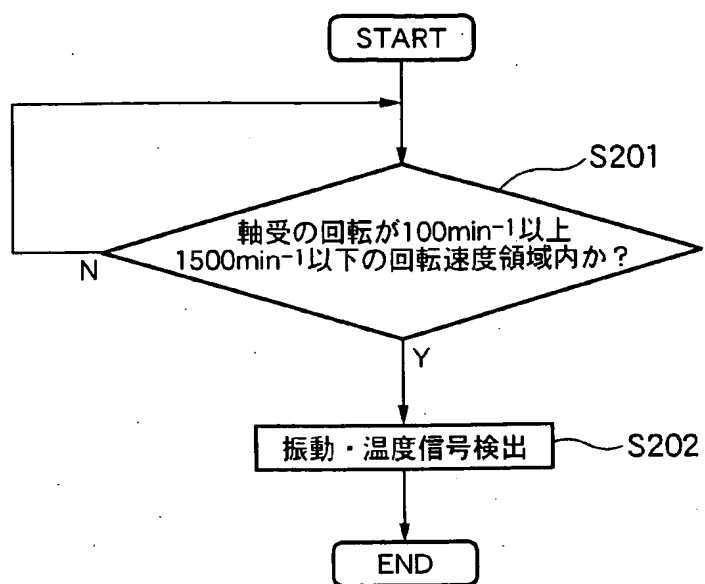 START
S201
軸受の回転が100min⁻¹以上
1500min⁻¹以下の回転速度領域内か？
N
Y
振動・温度信号検出
S202
END